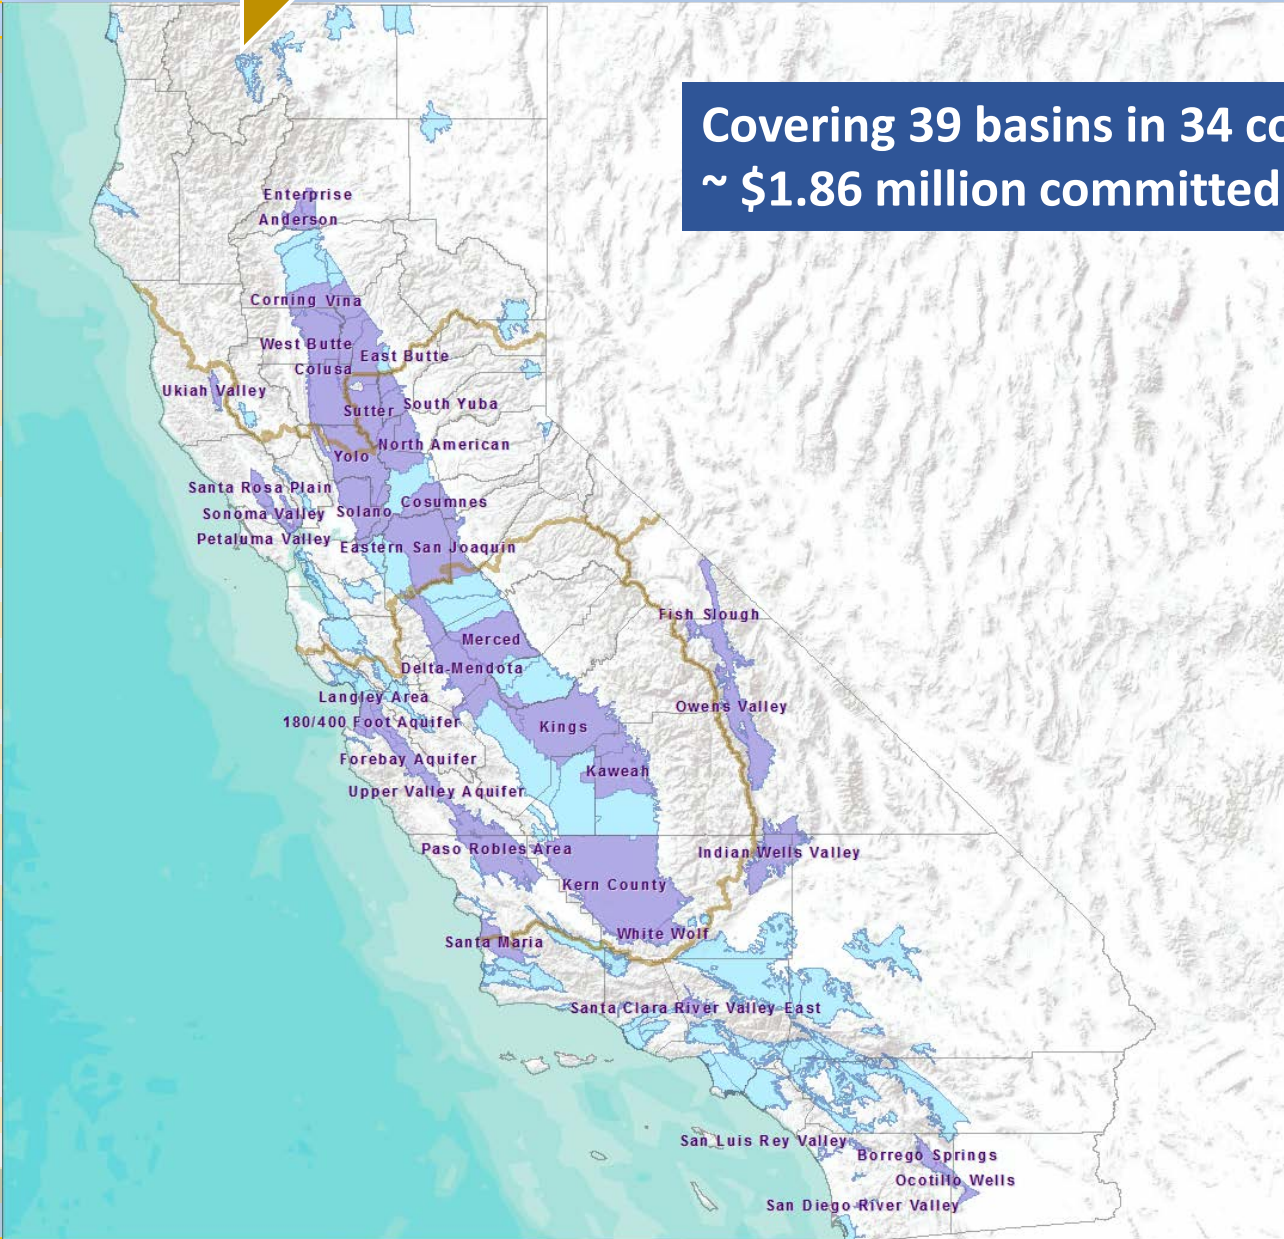 Covering 39 basins in 34
~ $1.86 million committed
Enterprise
Anderson
Corning Vina
West Butte
East Butte
Colusa
Ukiah Valley
Sutter
South Yuba
North American
Yolo
Santa Rosa Plain
Cosumnes
Sonoma Valley
Solano
Petaluma Valley
Eastern San Joaquin
Fish Slough
Merced
Delta-Mendota
Langley Area
Owens Valley
180/400 Foot Aquifer
Kings
Forebay Aquifer
Kaweah
Upper Valley Aquifer
Paso Robles Area
Indian Wells Valley
Kern County
White Wolf
Santa Maria
Santa Clara River Valley East
San Luis Rey Valley
Borrego Springs
Ocotillo Wells
San Diego River Valley